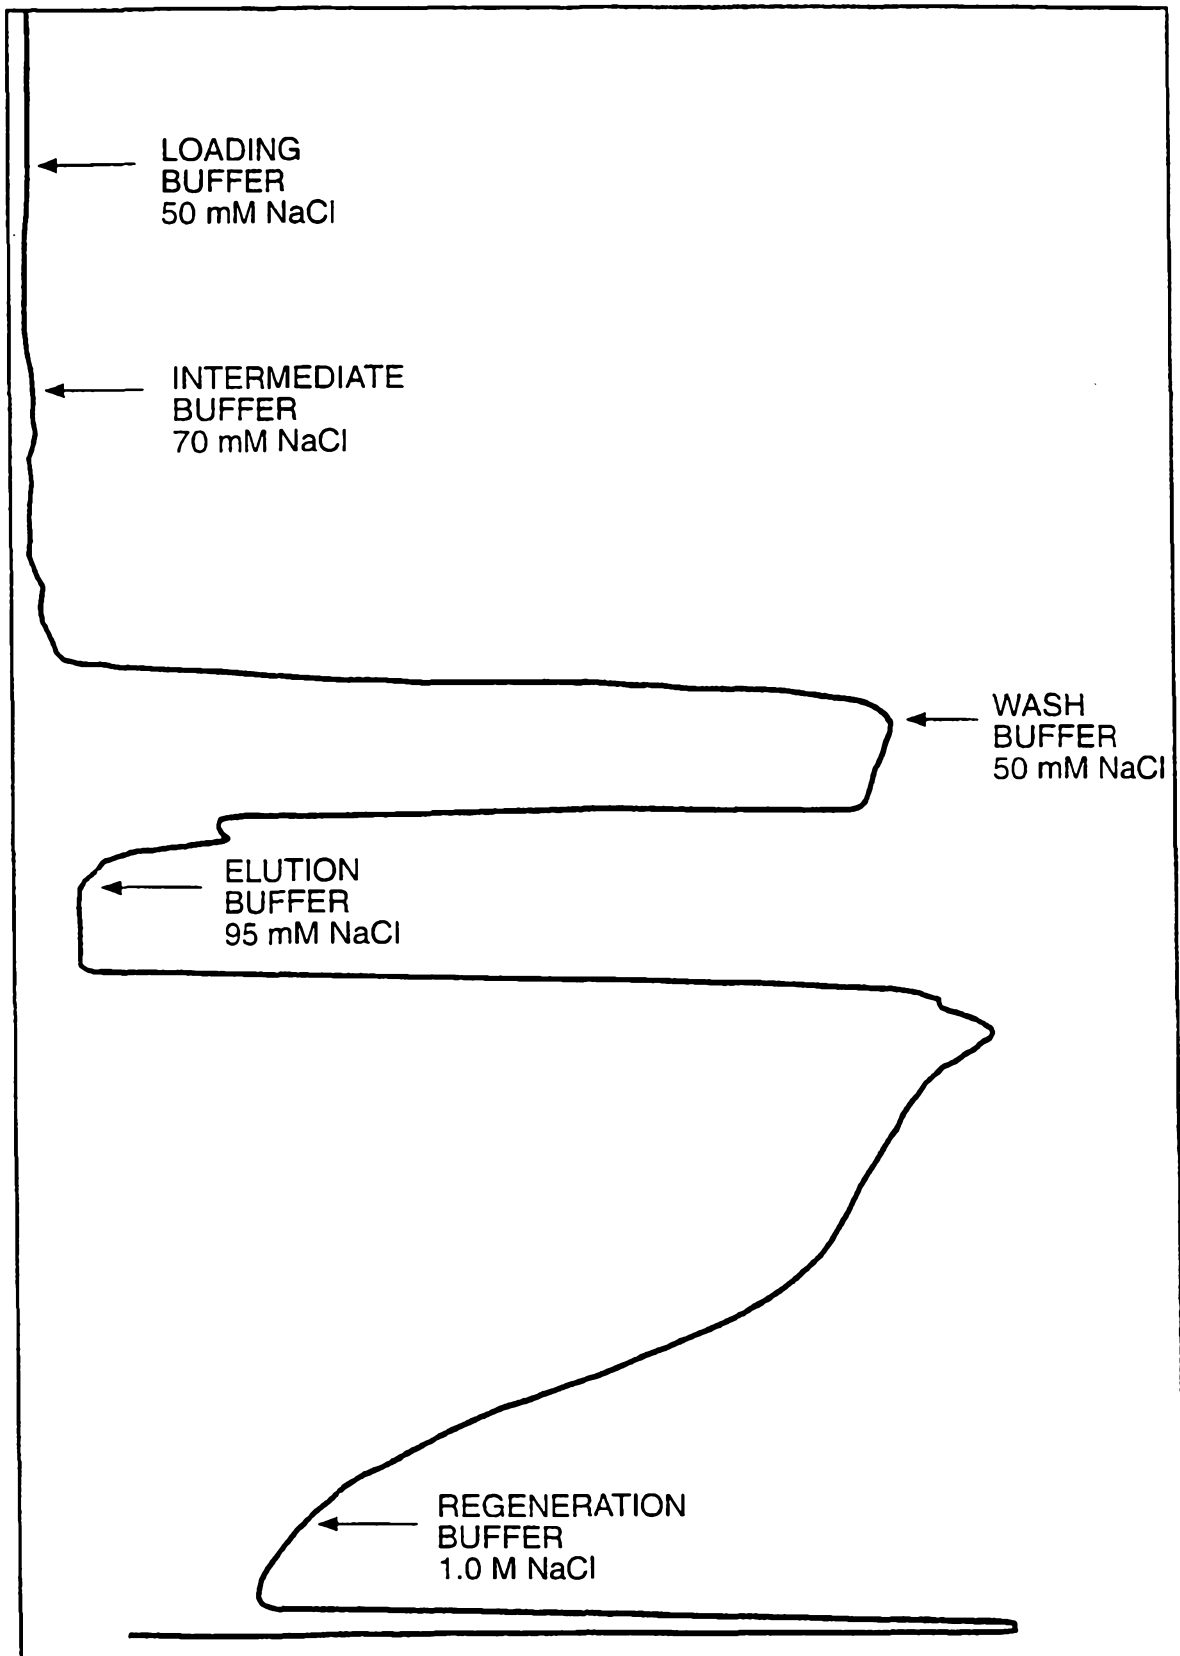 LOADING
BUFFER
50 mM NaCl
INTERMEDIATE
BUFFER
70 mM NaCl
WASH
BUFFER
50 mM NaCl
ELUTION
BUFFER
95 mM NaCl
REGENERATION
BUFFER
1.0 M NaCl